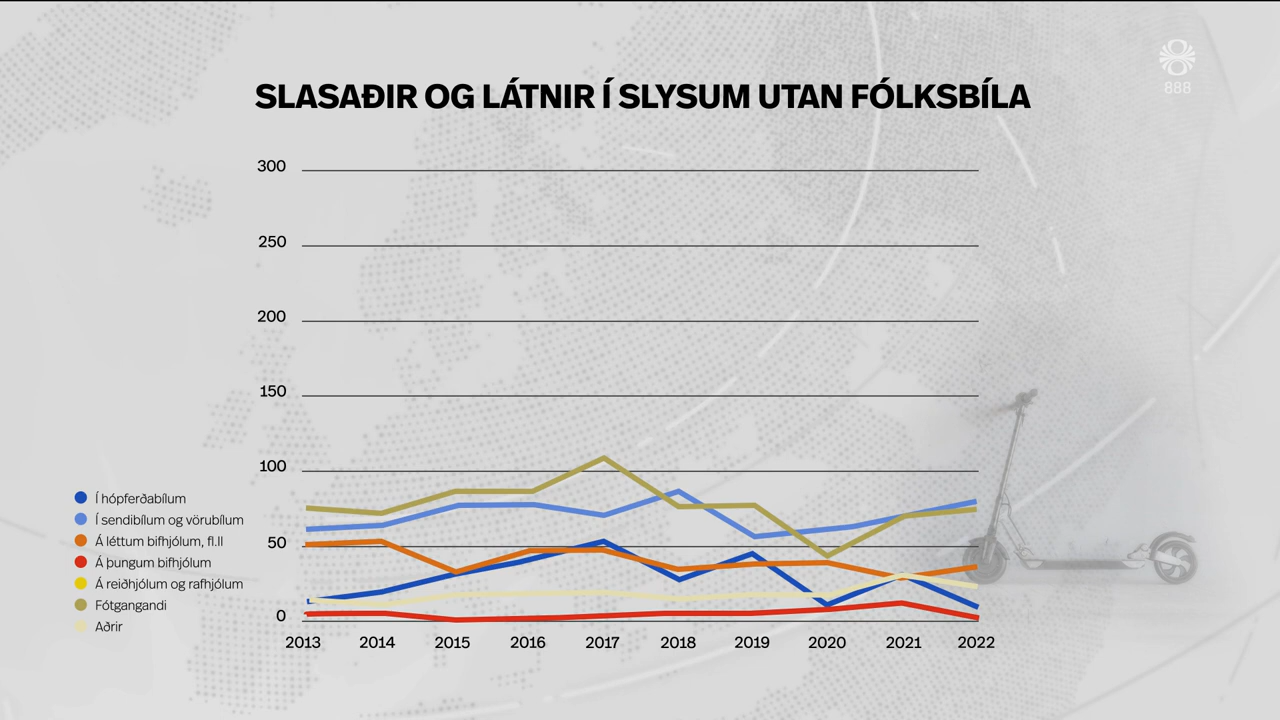 888
SLASAÐIR OG LÁTNIR Í SLYSUM UTAN FÓLKSBÍLA
300
250
200
150
100
50
0
2013 2014 2015 2016 2017 2018 2019 2020 2021 2022
Í hópferðabílum
Í sendibílum og vörubílum
Á léttum bifhjólum, fl.II
Á þungum bifhjólum
Á reiðhjólum og rafhjólum
Fótgangandi
Aðrir